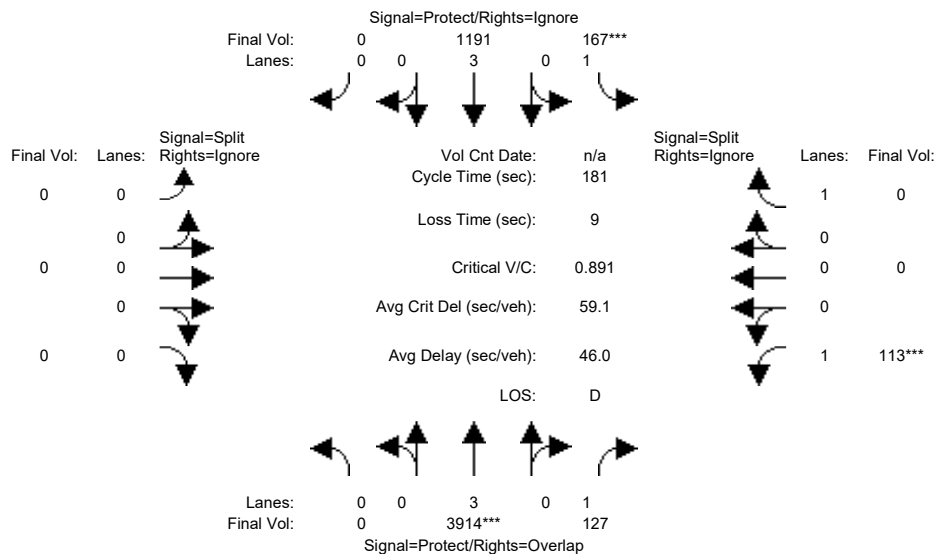 Signal=Protect/Rights=Ignore
Final Vol: 0 1191 167***
Lanes: 0 0 3 0 1
Signal=Split
Final Vol: Lanes: Rights=Ignore
Vol Cnt Date: n/a
Signal=Split
Rights=Ignore Lanes: Final Vol:
Cycle Time (sec): 181
0 0
1 0
Loss Time (sec): 9
0
0
0 0
Critical V/C: 0.891
0 0
0
Avg Crit Del (sec/veh): 59.1
0
0 0
Avg Delay (sec/veh): 46.0
1 113***
LOS: D
Lanes: 0 0 3 0 1
Final Vol: 0 3914*** 127
Signal=Protect/Rights=Overlap